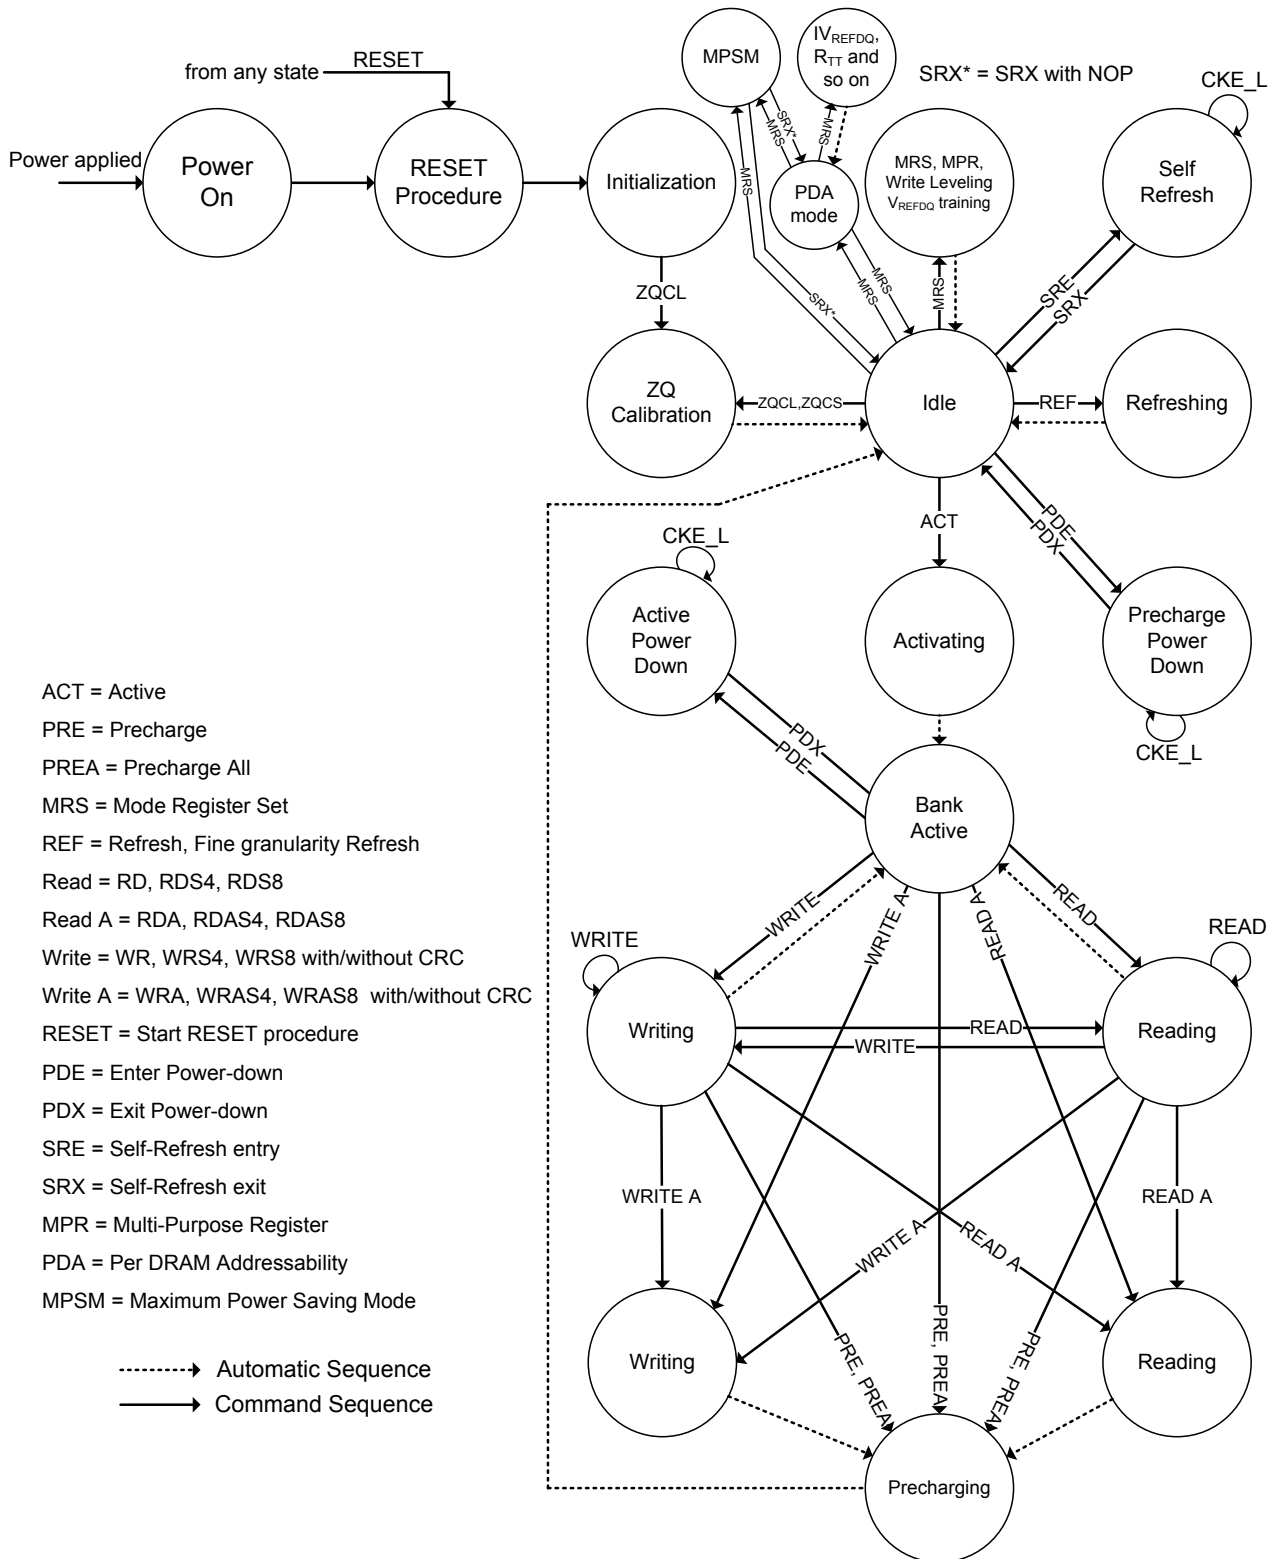 from any state
RESET
MPSM
IV_REFDQ,
R_TT and
so on
SRX* = SRX with NOP
CKE_L
Power applied
Power
On
RESET
Procedure
Initialization
SRX*
MRS
MRS
PDA
mode
MRS, MPR,
Write Leveling
V_REFDQ training
Self
Refresh
MRS
SRX*
MRS
MRS
MRS
SRE
SRX
ZQCL
ZQ
Calibration
ZQCL,ZQCS
Idle
REF
Refreshing
ACT
PDE
PDX
CKE_L
Active
Power
Down
Activating
Precharge
Power
Down
CKE_L
PDX
PDE
Bank
Active
ACT = Active
PRE = Precharge
PREA = Precharge All
MRS = Mode Register Set
REF = Refresh, Fine granularity Refresh
Read = RD, RDS4, RDS8
Read A = RDA, RDAS4, RDAS8
Write = WR, WRS4, WRS8 with/without CRC
Write A = WRA, WRAS4, WRAS8 with/without CRC
RESET = Start RESET procedure
PDE = Enter Power-down
PDX = Exit Power-down
SRE = Self-Refresh entry
SRX = Self-Refresh exit
MPR = Multi-Purpose Register
PDA = Per DRAM Addressability
MPSM = Maximum Power Saving Mode
Automatic Sequence
Command Sequence
WRITE
WRITE A
READ A
READ
WRITE
READ
Writing
READ
WRITE
Reading
WRITE A
READ A
WRITE A
READ A
Writing
PRE, PREA
PRE, PREA
PRE, PREA
Reading
Precharging